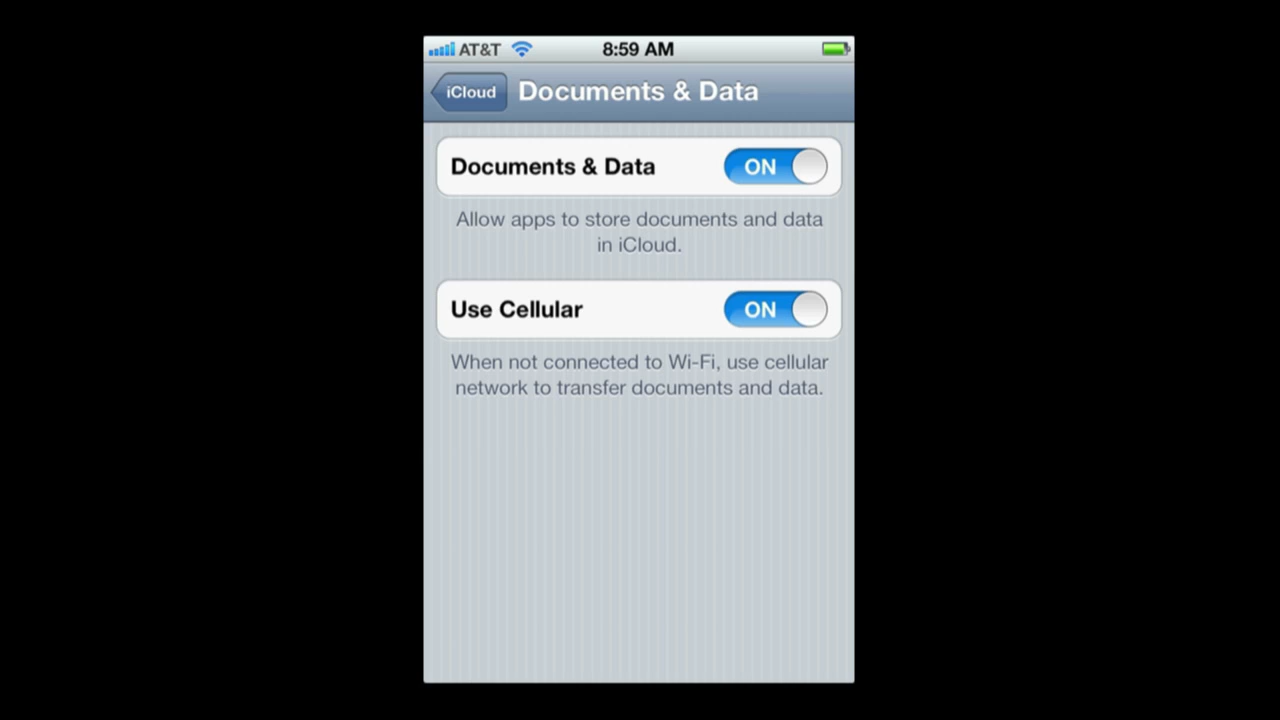 AT&T 8:59 AM
iCloud Documents & Data
Documents & Data ON
Allow apps to store documents and data
in iCloud.
Use Cellular ON
When not connected to Wi-Fi, use cellular
network to transfer documents and data.